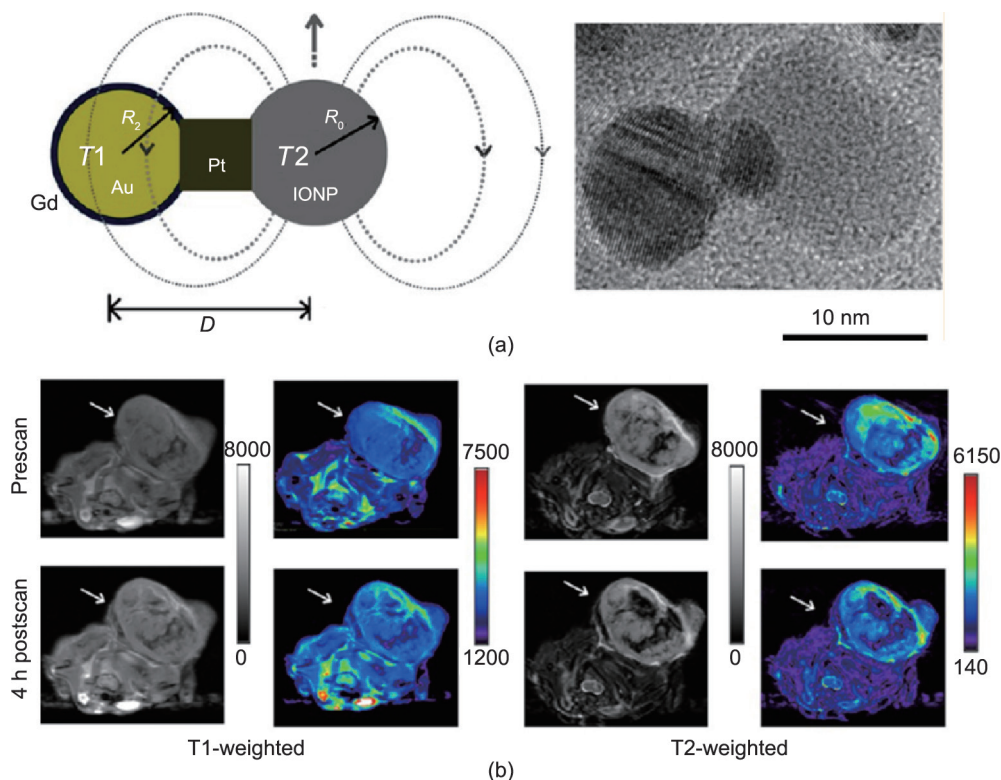 R2
R0
T1
Pt
T2
Au
IONP
Gd
D
10 nm
(a)
Prescan
8000
0
7500
1200
8000
0
6150
140
4 h postscan
T1-weighted
T2-weighted
(b)